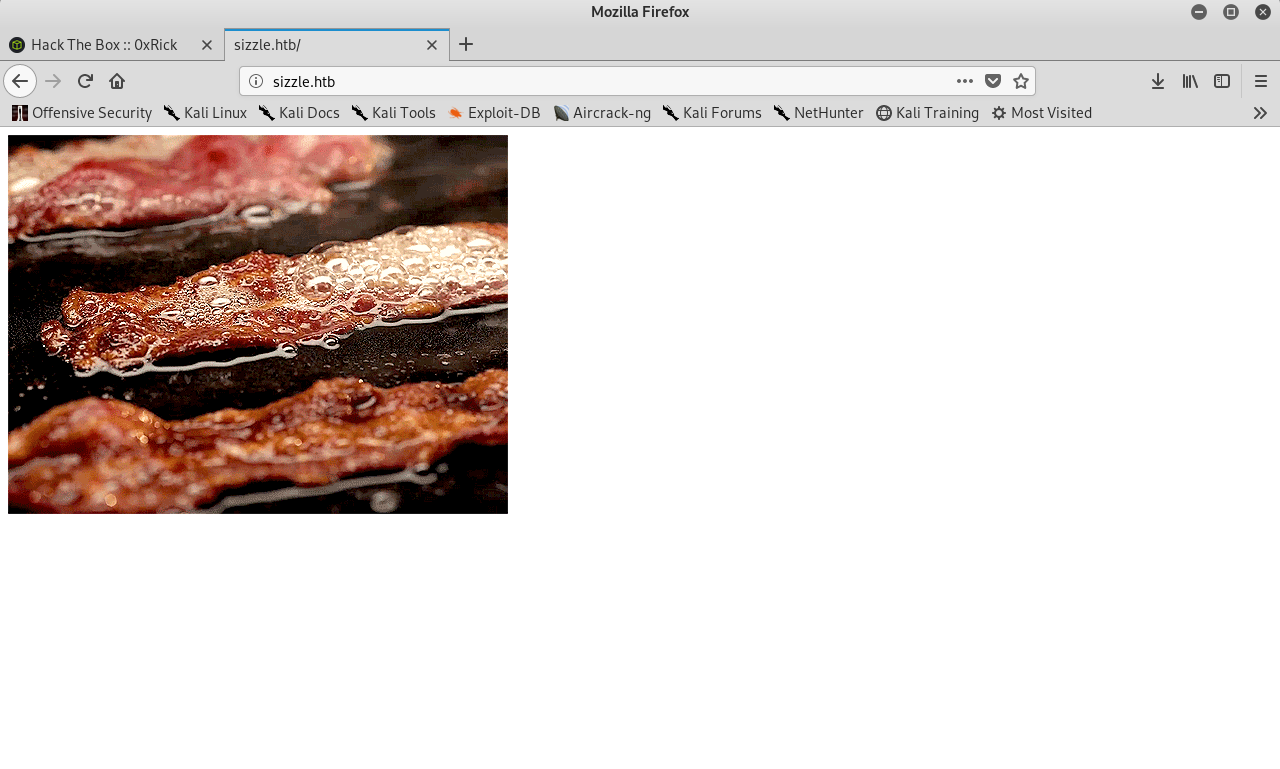 Mozilla Firefox
Hack The Box :: 0xRick sizzle.htb/
sizzle.htb
Offensive Security Kali Linux Kali Docs Kali Tools Exploit-DB Aircrack-ng Kali Forums NetHunter Kali Training Most Visited